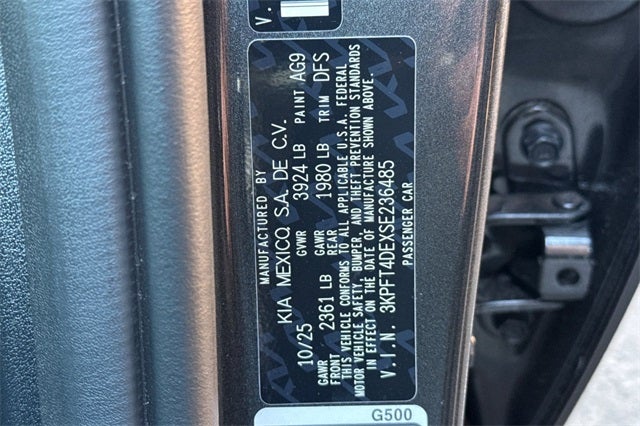 V.
MANUFACTURED BY
KIA MEXICO, S.A. DE C.V.
10/25 GVWR 3924 LB PAINT AG9
GAWR FRONT 2361 LB GAWR REAR 1980 LB TRIM DFS
THIS VEHICLE CONFORMS TO ALL APPLICABLE U.S.A. FEDERAL
MOTOR VEHICLE SAFETY, BUMPER, AND THEFT PREVENTION STANDARDS
IN EFFECT ON THE DATE OF MANUFACTURE SHOWN ABOVE.
V.I.N. 3KPFT4DEXSE236485
PASSENGER CAR
G500